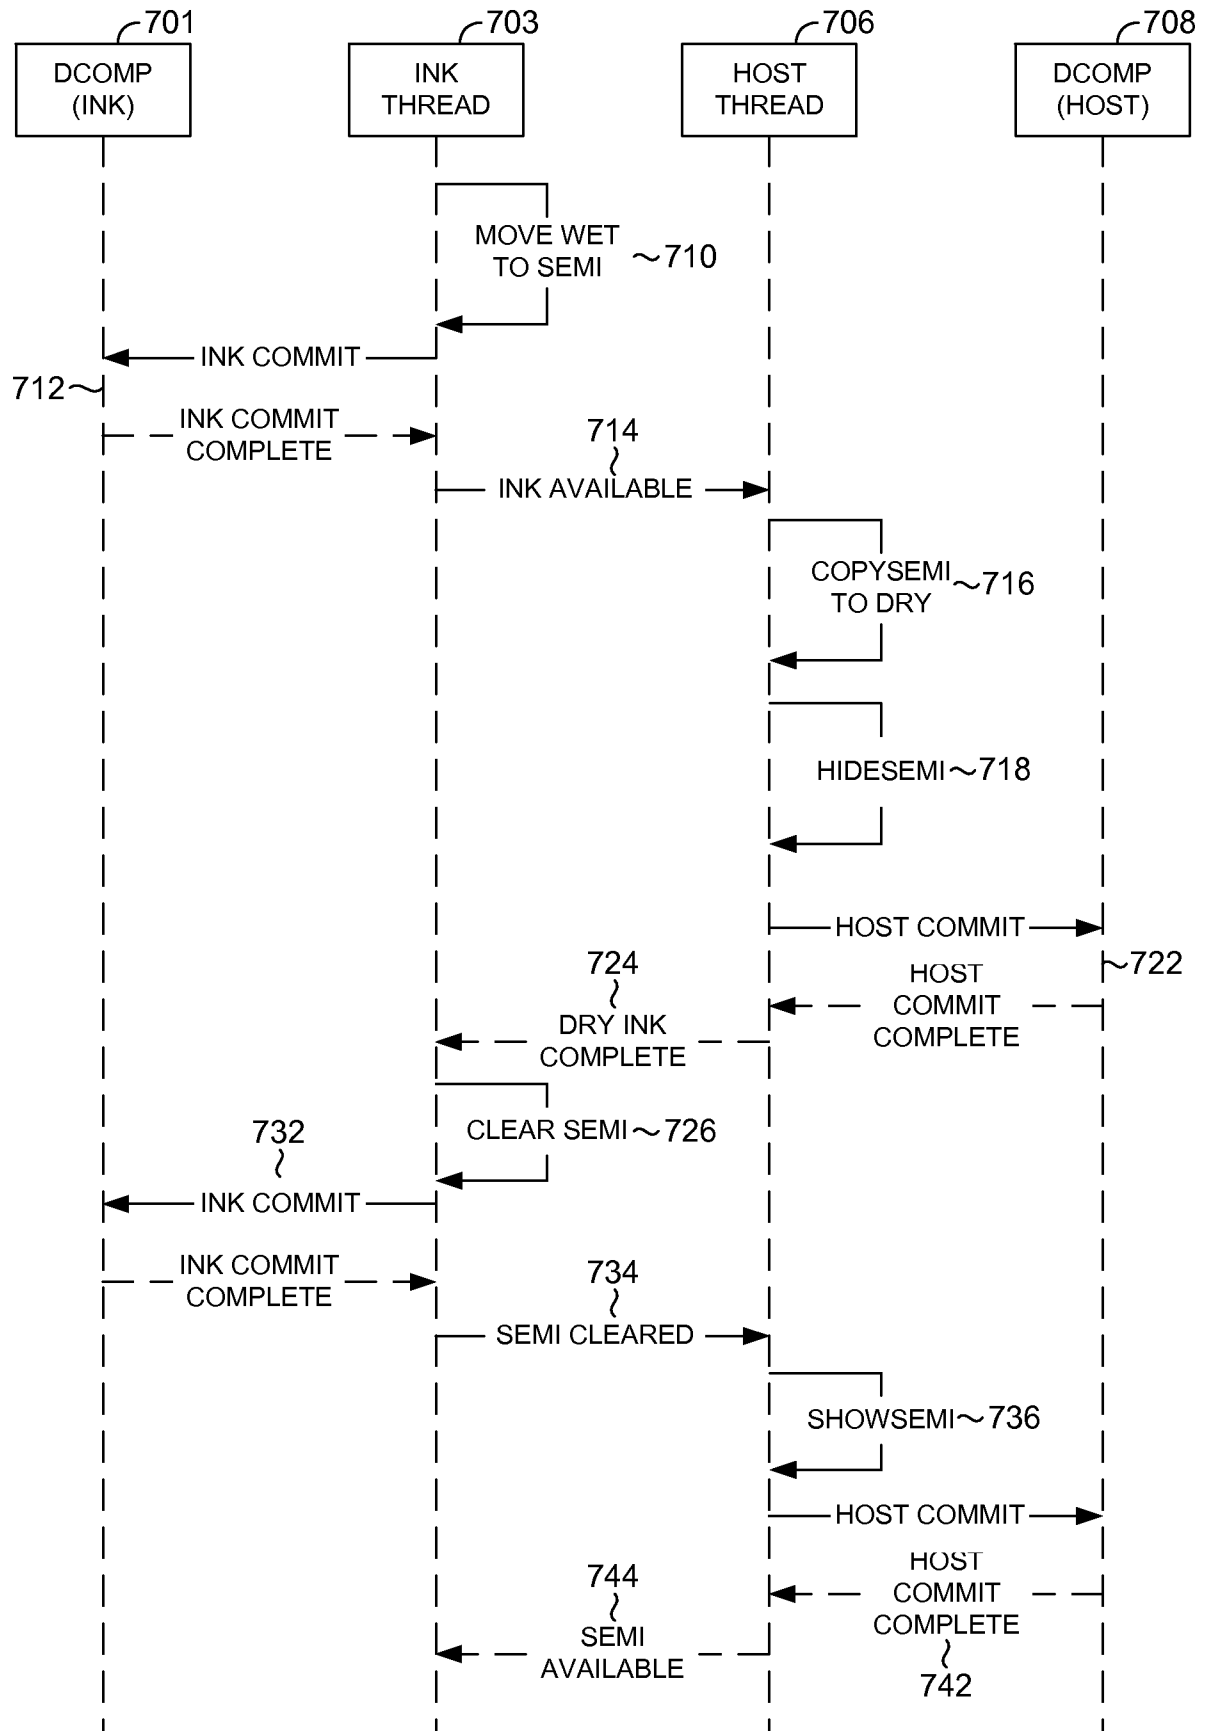 701
703
706
708
DCOMP
(INK)
INK
THREAD
HOST
THREAD
DCOMP
(HOST)
MOVE WET
TO SEMI
710
INK COMMIT
712
INK COMMIT
COMPLETE
714
INK AVAILABLE
COPYSEMI
TO DRY
716
HIDESEMI
718
HOST COMMIT
722
HOST
COMMIT
COMPLETE
724
DRY INK
COMPLETE
CLEAR SEMI
726
732
INK COMMIT
INK COMMIT
COMPLETE
734
SEMI CLEARED
SHOWSEMI
736
HOST COMMIT
HOST
COMMIT
COMPLETE
742
744
SEMI
AVAILABLE